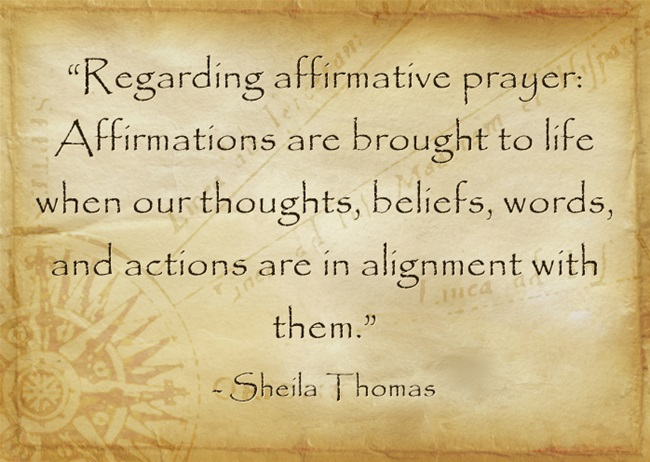 “Regarding affirmative prayer:
Affirmations are brought to life
when our thoughts, beliefs, words,
and actions are in alignment with
them.”
- Sheila Thomas